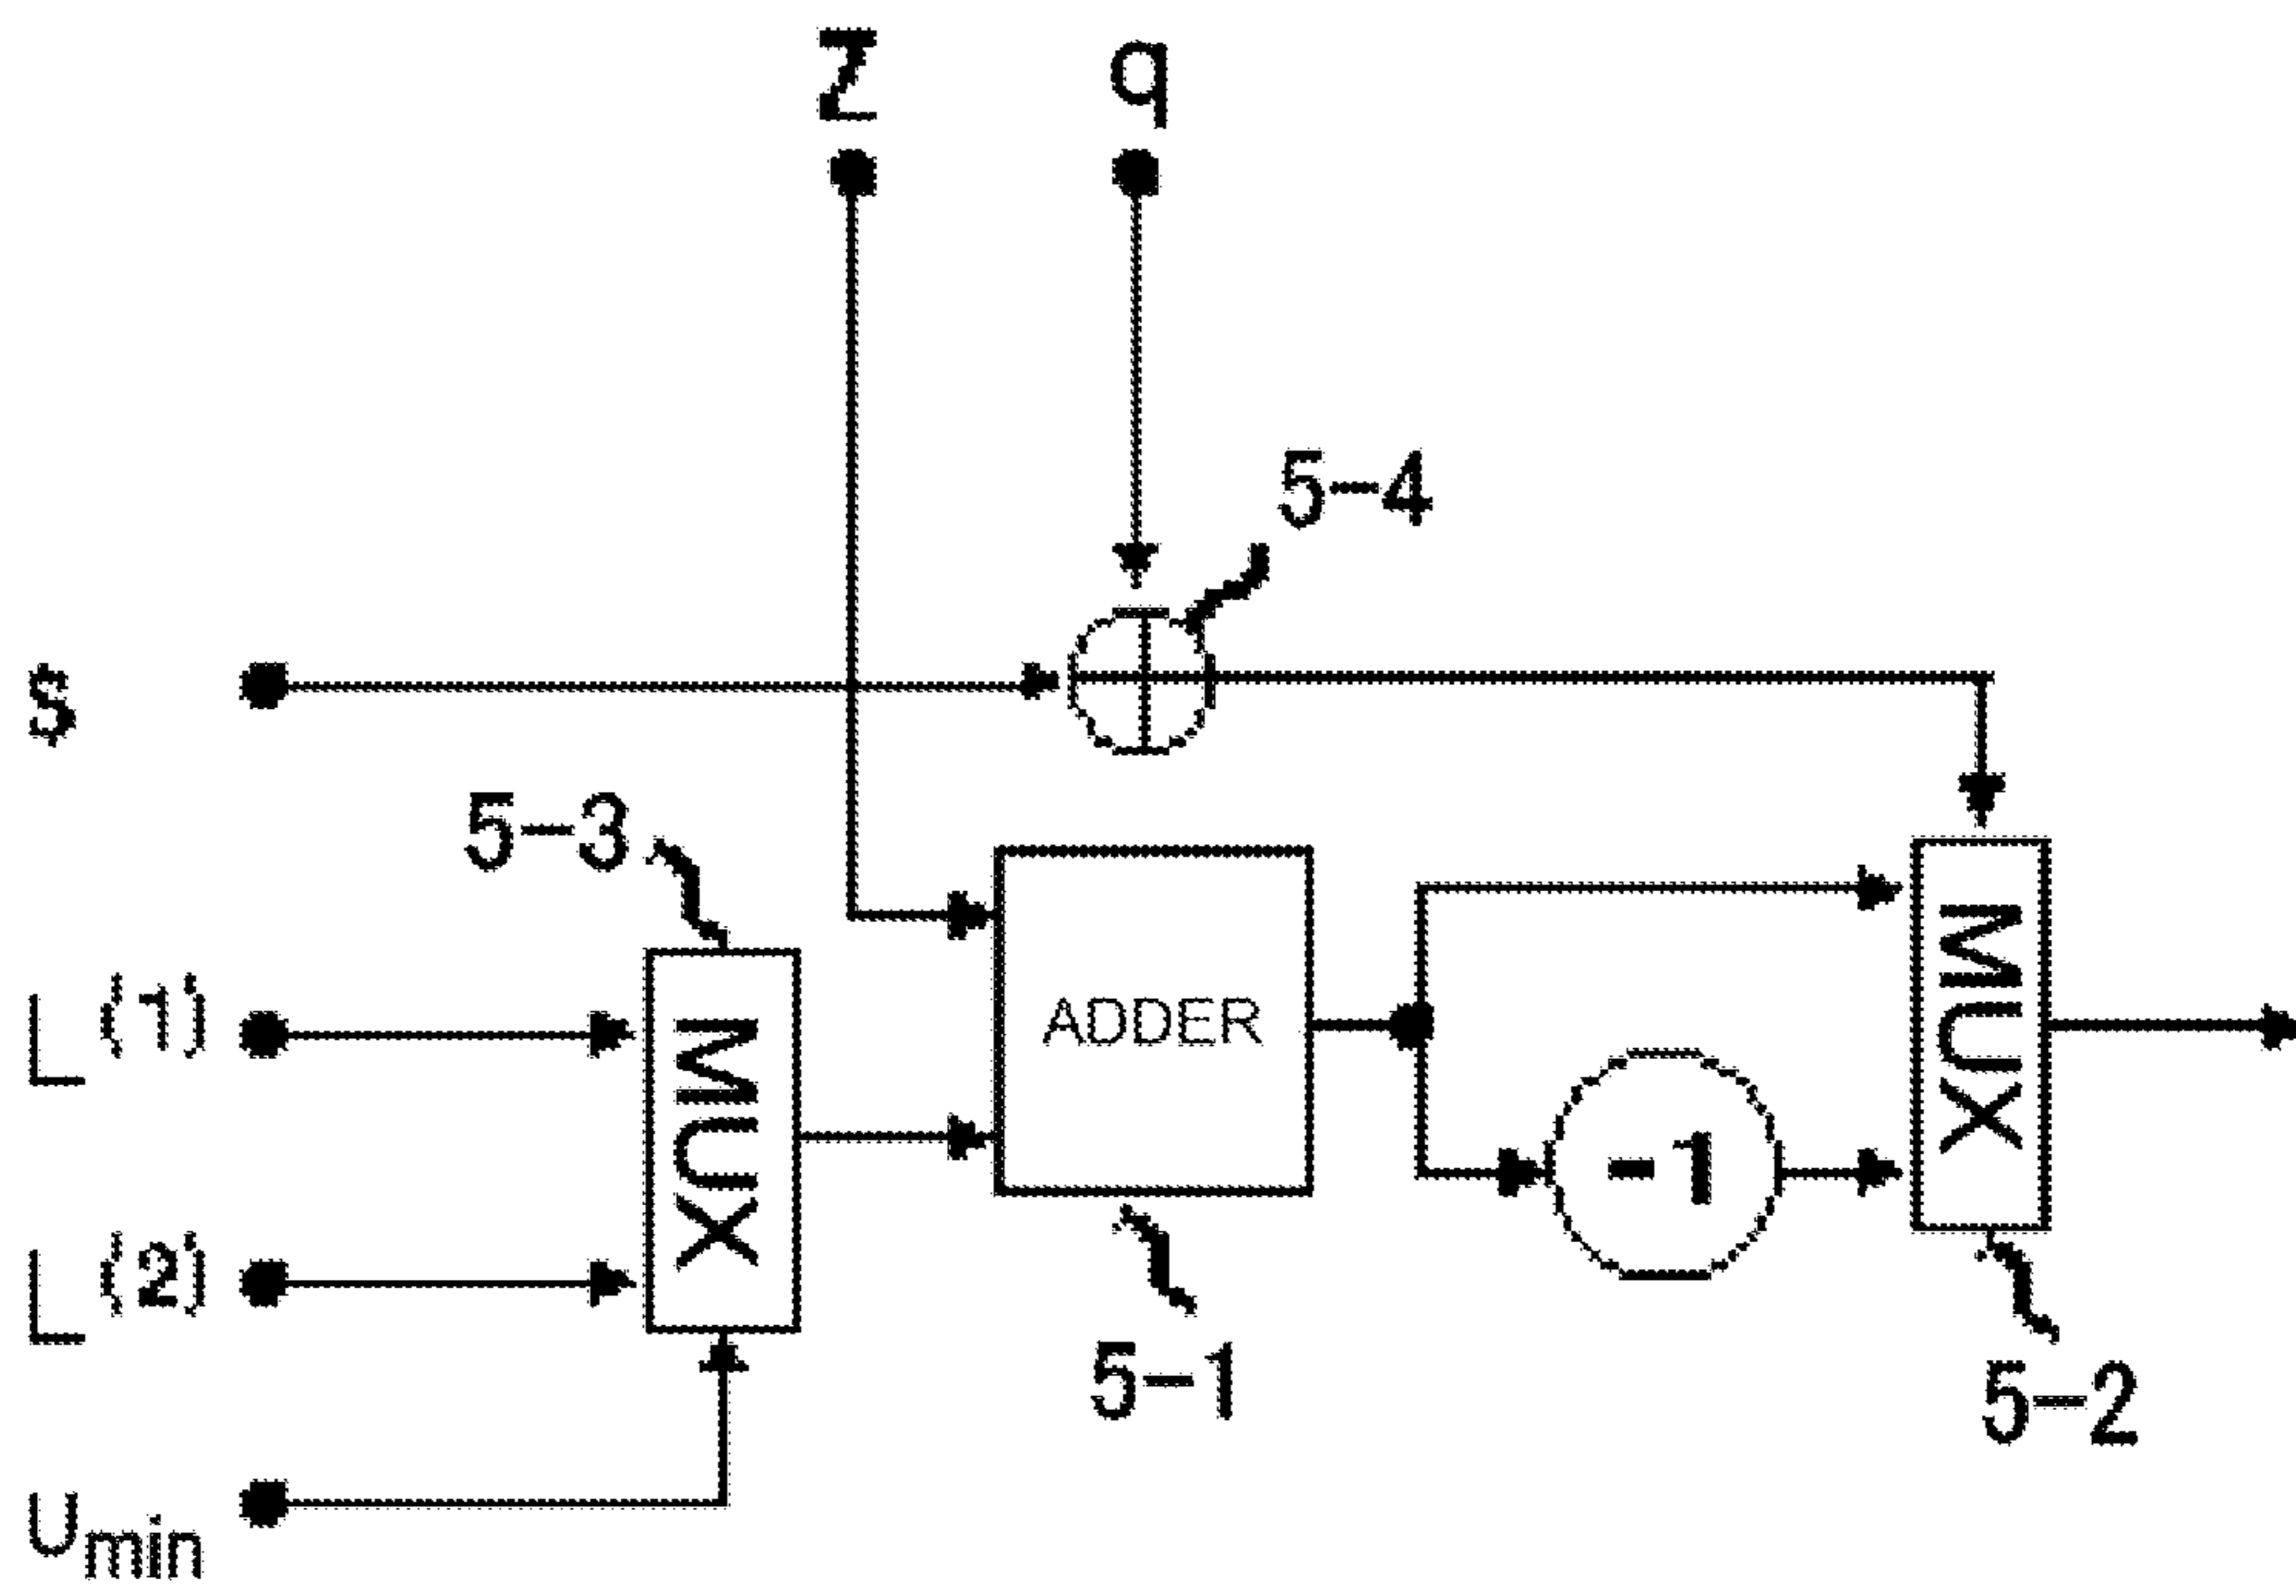 Z q
5-4
S
5-3
L(1)
ADDER
MUX
MUX
-1
L(2)
5-1
5-2
Umin